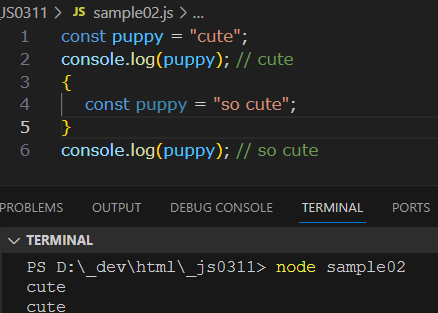 _JS0311 > JS sample02.js > ...
1 const puppy = "cute";
2 console.log(puppy); // cute
3 {
4 const puppy = "so cute";
5 }
6 console.log(puppy); // so cute
PROBLEMS OUTPUT DEBUG CONSOLE TERMINAL PORTS
TERMINAL
PS D:\_dev\html\_js0311> node sample02
cute
cute